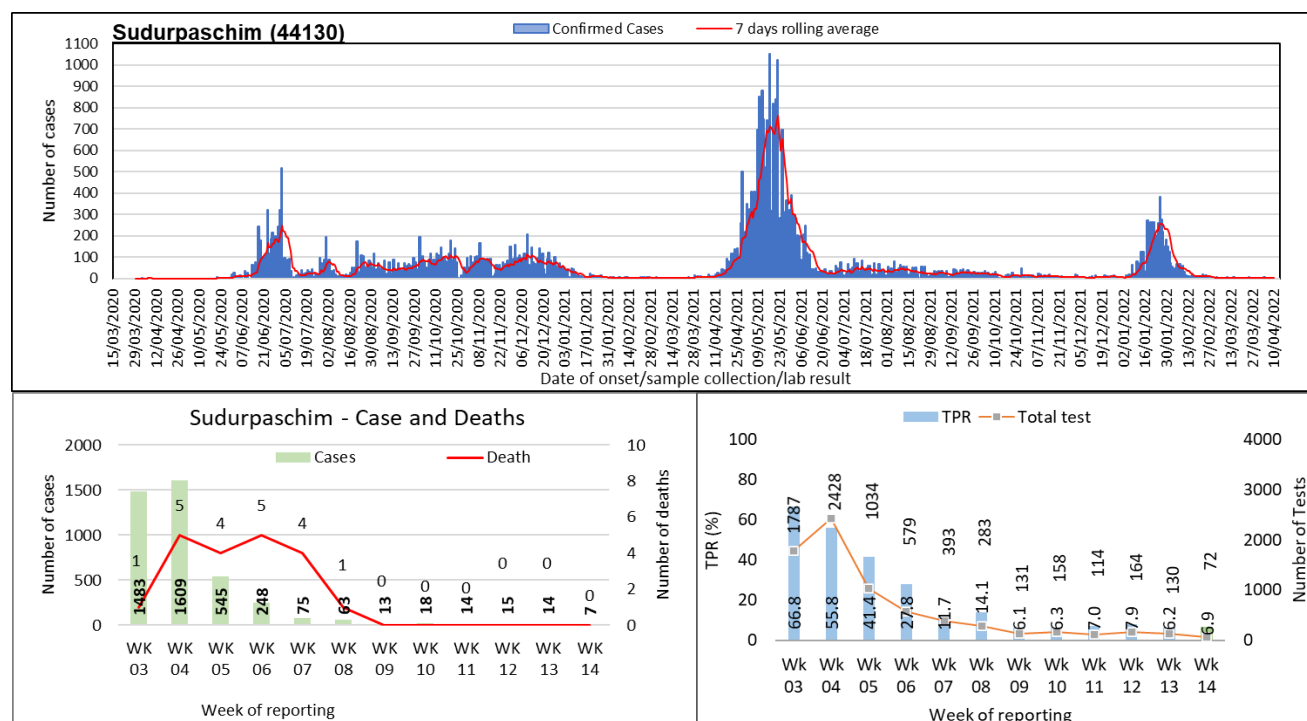 Sudurpaschim (44130)
Confirmed Cases 7 days rolling average
Number of cases
1100
1000
900
800
700
600
500
400
300
200
100
0
15/03/2020 29/03/2020 12/04/2020 26/04/2020 10/05/2020 24/05/2020 07/06/2020 21/06/2020 05/07/2020 19/07/2020 02/08/2020 16/08/2020 30/08/2020 13/09/2020 27/09/2020 11/10/2020 25/10/2020 08/11/2020 22/11/2020 06/12/2020 20/12/2020 03/01/2021 17/01/2021 31/01/2021 14/02/2021 28/02/2021 14/03/2021 28/03/2021 11/04/2021 25/04/2021 09/05/2021 23/05/2021 06/06/2021 20/06/2021 04/07/2021 18/07/2021 01/08/2021 15/08/2021 29/08/2021 12/09/2021 26/09/2021 10/10/2021 24/10/2021 07/11/2021 21/11/2021 05/12/2021 19/12/2021 02/01/2022 16/01/2022 30/01/2022 13/02/2022 27/02/2022 13/03/2022 27/03/2022 10/04/2022
Date of onset/sample collection/lab result
Sudurpaschim - Case and Deaths
Cases Death
Number of cases
2000
1500
1000
500
0
1 5 4 5 4 1 0 0 0 0 0 0
1483 1609 545 248 75 63 13 18 14 15 14 7
10
8
6
4
2
0
Number of deaths
WK WK WK WK WK WK WK WK WK WK WK WK
03 04 05 06 07 08 09 10 11 12 13 14
Week of reporting
TPR Total test
TPR (%)
100
80
60
40
20
0
1787 2428 1034 579 393 283 131 158 114 164 130 72
66.8 55.8 41.4 27.8 11.7 14.1 6.1 6.3 7.0 7.9 6.2 6.9
4000
3000
2000
1000
0
Number of Tests
Wk Wk Wk Wk Wk Wk Wk Wk Wk Wk Wk Wk
03 04 05 06 07 08 09 10 11 12 13 14
Week of reporting